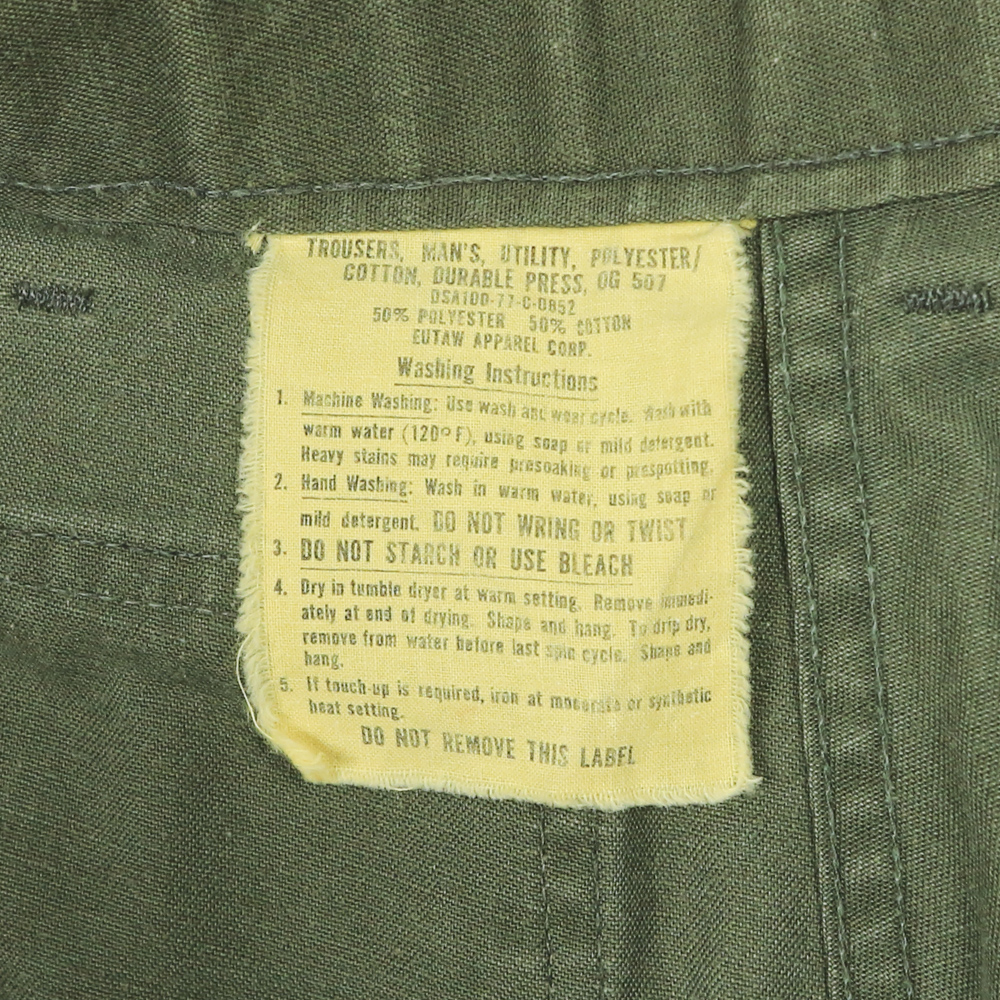 TROUSERS, MAN'S, UTILITY, POLYESTER/
COTTON, DURABLE PRESS, OG 507
DSA100-77-C-0852
50% POLYESTER 50% COTTON
EUTAW APPAREL CORP.
Washing Instructions
1. Machine Washing: Use wash and wear cycle. Wash with
warm water (120° F), using soap or mild detergent.
Heavy stains may require presoaking or prespotting.
2. Hand Washing: Wash in warm water, using soap or
mild detergent. DO NOT WRING OR TWIST
3. DO NOT STARCH OR USE BLEACH
4. Dry in tumble dryer at warm setting. Remove immedi-
ately at end of drying. Shape and hang. To drip dry,
remove from water before last spin cycle. Shape and
hang.
5. If touch-up is required, iron at moderate or synthetic
heat setting.
DO NOT REMOVE THIS LABEL